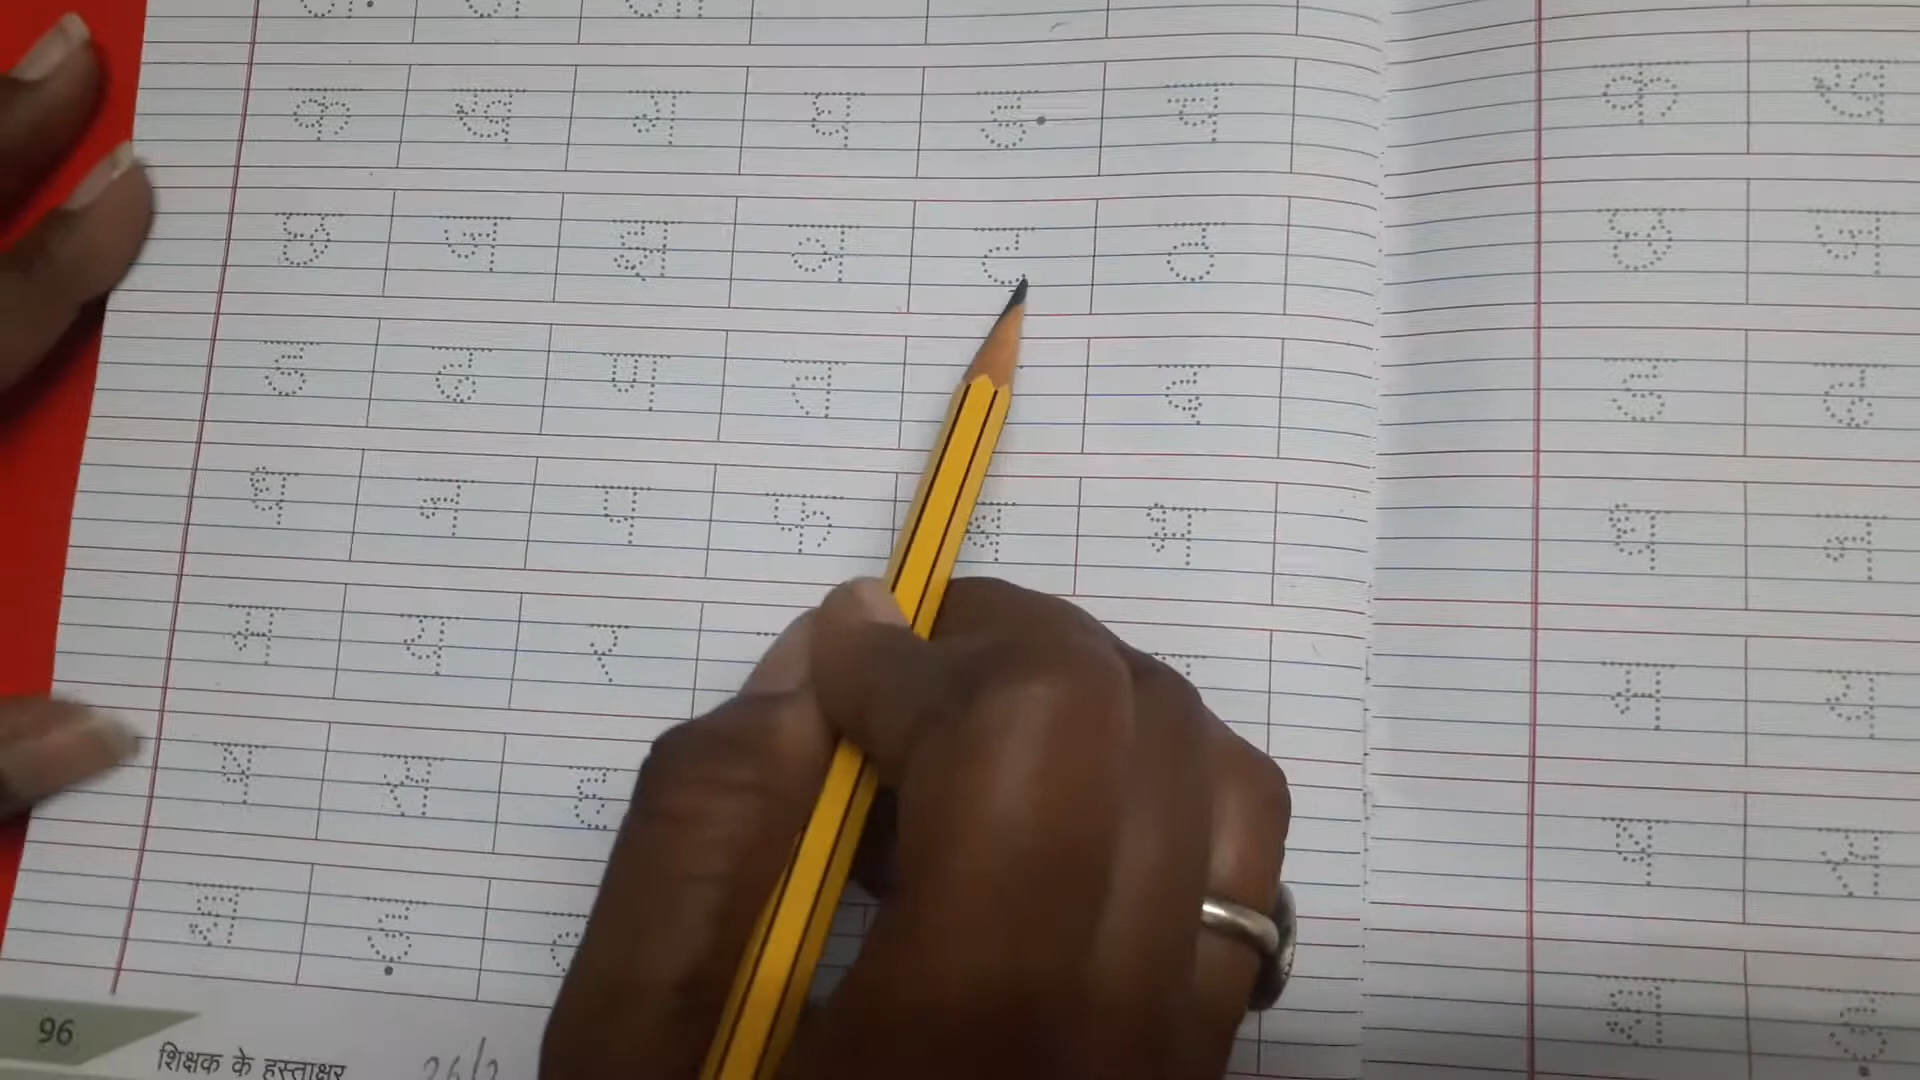 क ख ग घ ङ च क ख
छ ज झ ञ ट ठ छ ज
ड ढ ण त द ड ढ
ध न प फ ब भ ध न
म य र म य
ष स ह ष स
ज्ञ ड़ ज्ञ ड़
96
शिक्षक के हस्ताक्षर